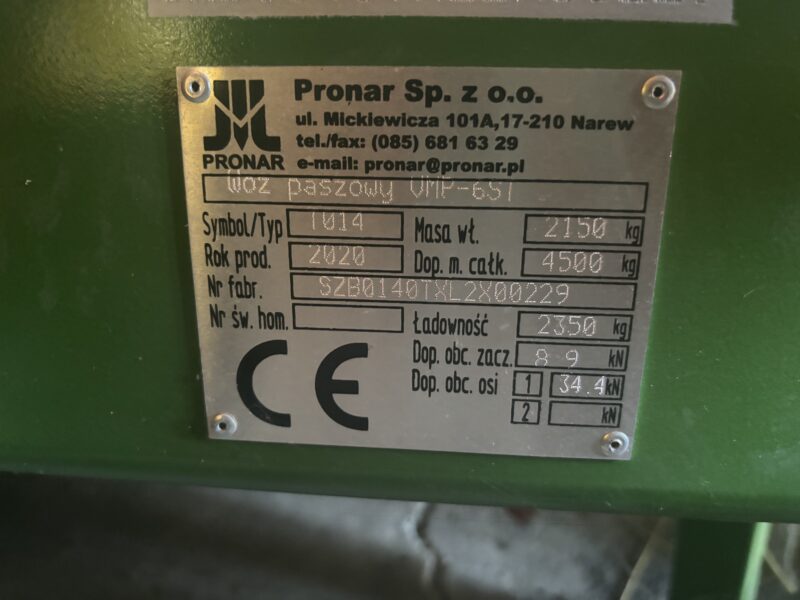 Pronar Sp. z o.o.
ul. Mickiewicza 101A,17-210 Narew
tel./fax: (085) 681 63 29
PRONAR e-mail: pronar@pronar.pl
Wóz paszowy VMP-6ST
Symbol/Typ T014 Masa wł. 2150 kg
Rok prod. 2020 Dop. m. całk. 4500 kg
Nr fabr. SZB0140TXL2X00229
Nr św. hom. Ładowność 2350 kg
CE Dop. obc. zacz. 8 9 kN
Dop. obc. osi 1 34.4 kN
2 kN